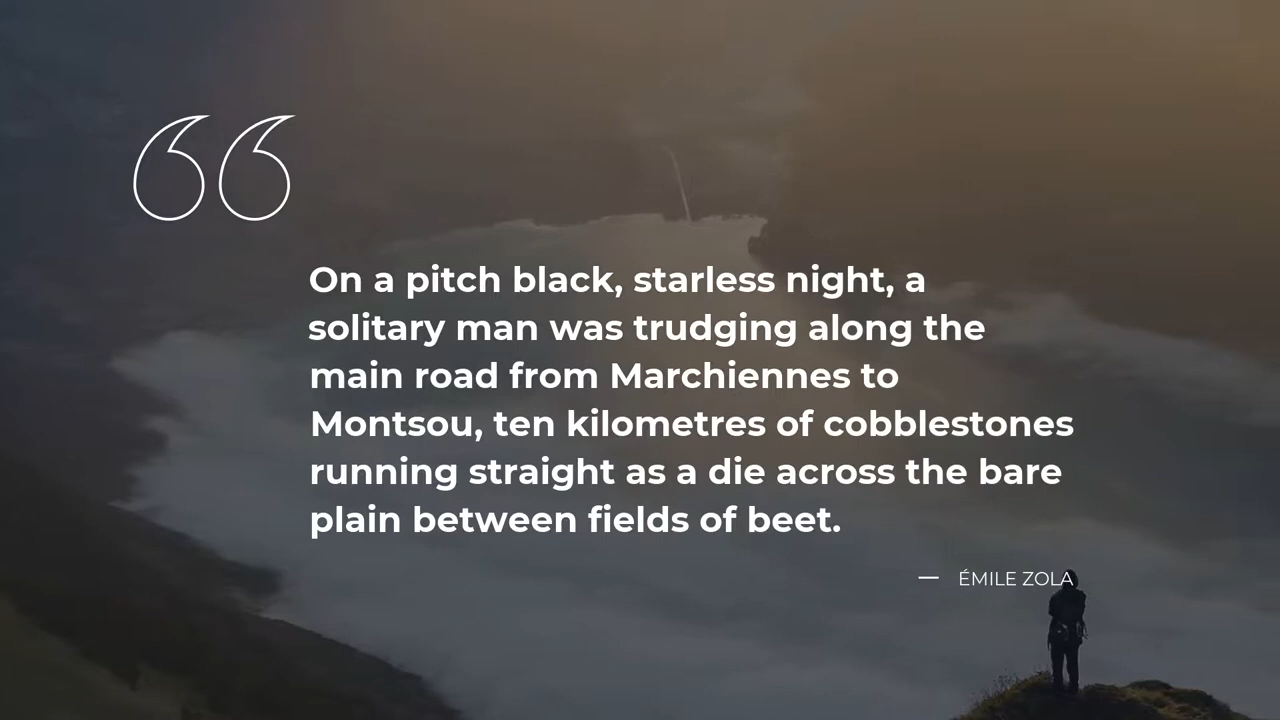 “
On a pitch black, starless night, a
solitary man was trudging along the
main road from Marchiennes to
Montsou, ten kilometres of cobblestones
running straight as a die across the bare
plain between fields of beet.
— ÉMILE ZOLA